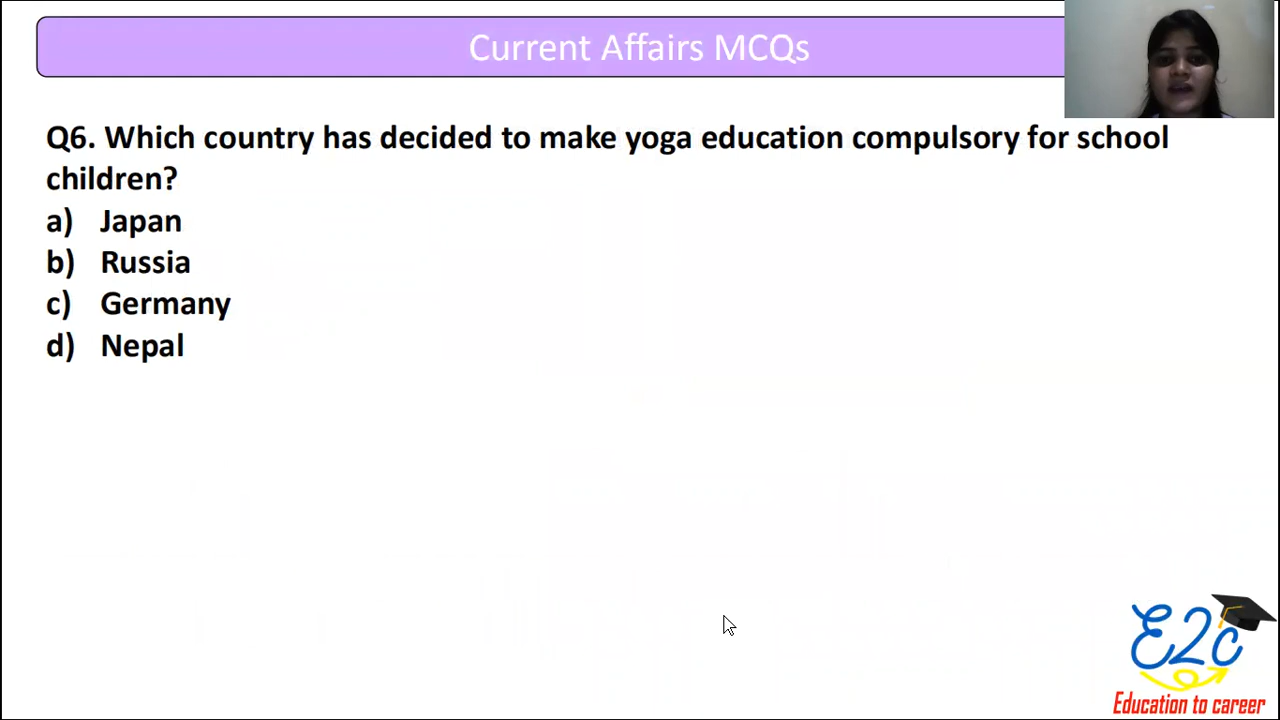 Current Affairs MCQs
Q6. Which country has decided to make yoga education compulsory for school
children?
a) Japan
b) Russia
c) Germany
d) Nepal
E2c
Education to career